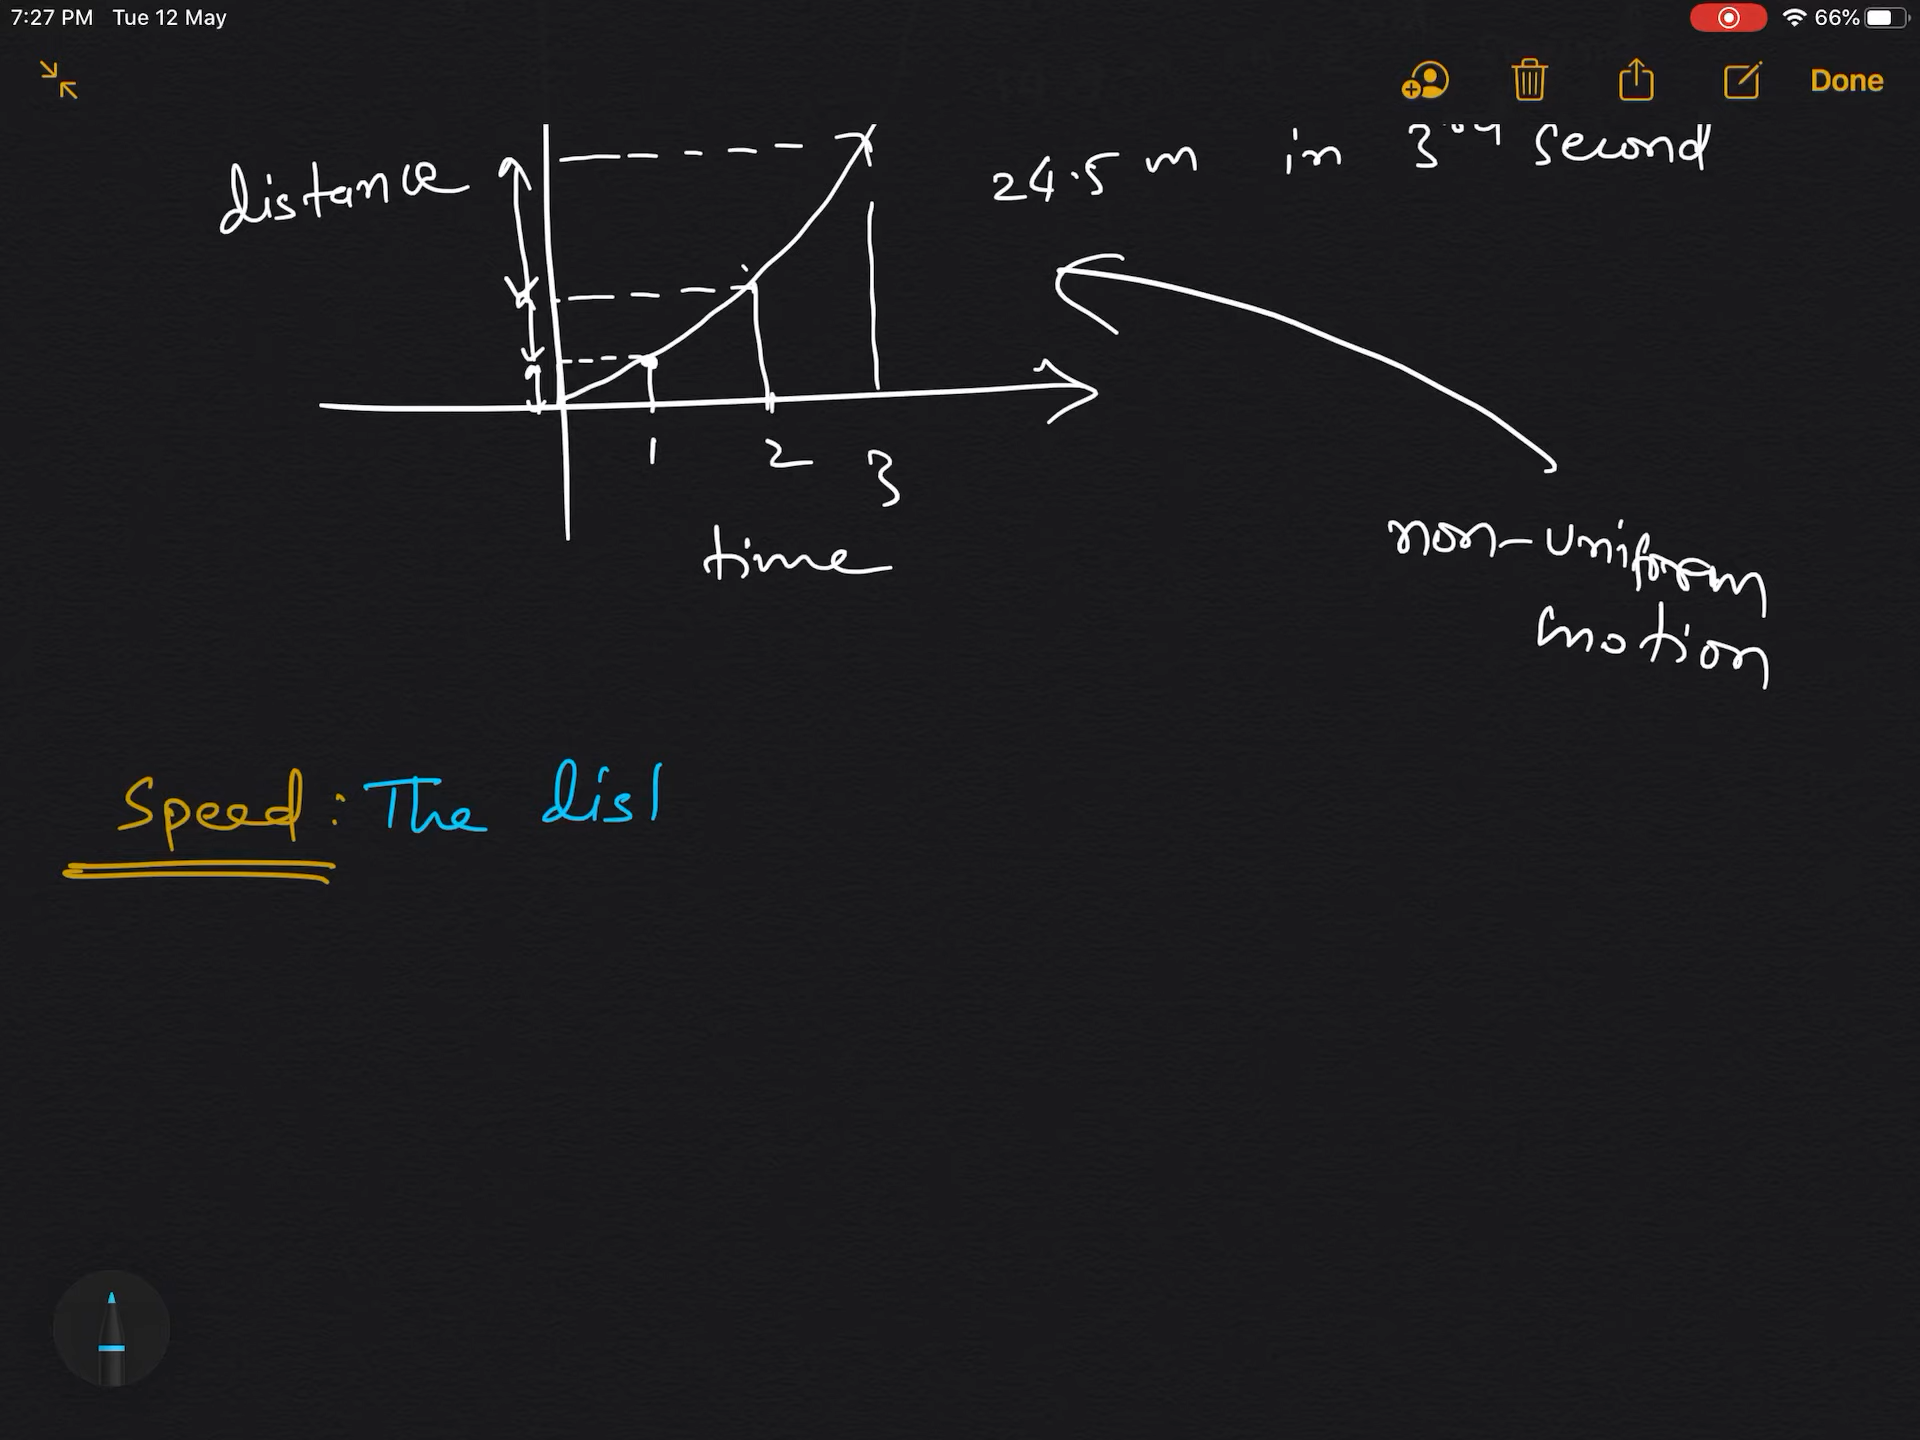 7:27 PM Tue 12 May
66%
Done
distance
24.5 m in 3rd second
1 2 3
time
non-uniform
motion
Speed: The dist